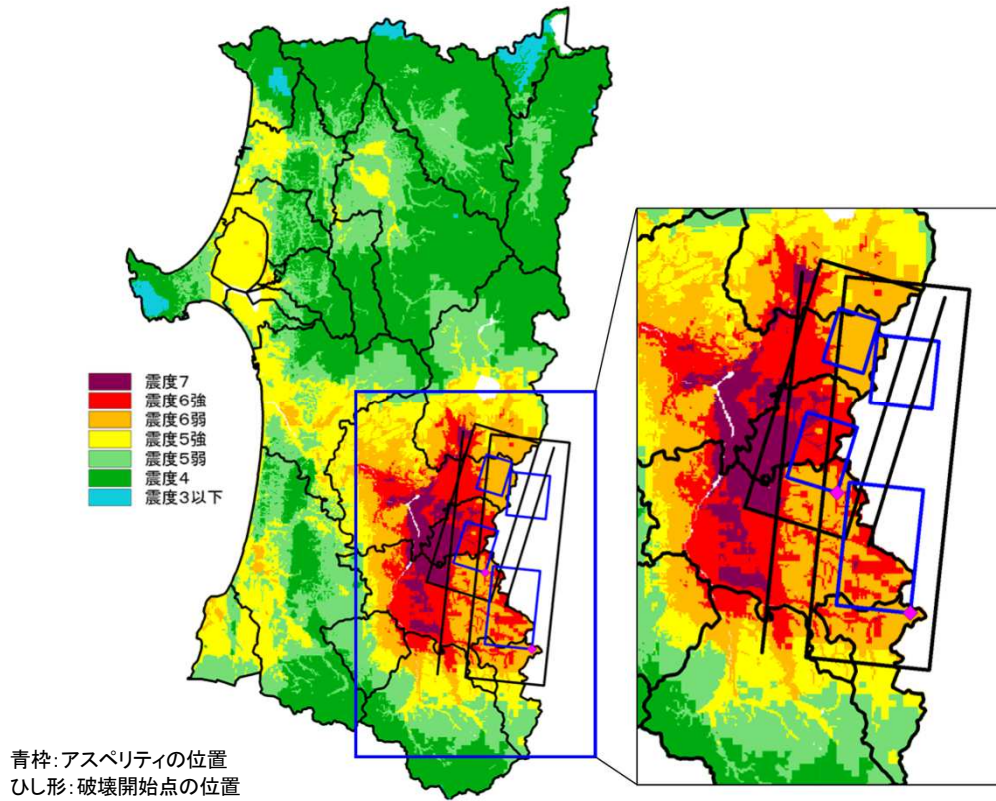 震度7
震度6強
震度6弱
震度5強
震度5弱
震度4
震度3以下
青枠:アスペリティの位置
ひし形:破壊開始点の位置